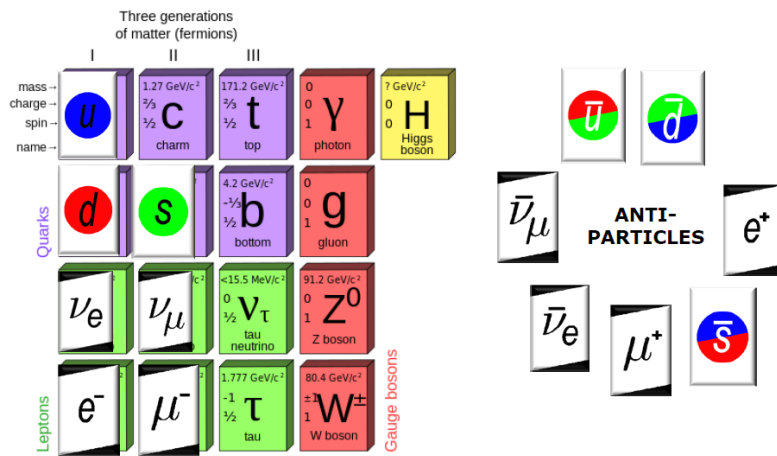 Three generations
of matter (fermions)
I II III
mass→
charge→
spin→
name→
u
1.27 GeV/c²
⅔
½
c
charm
171.2 GeV/c²
⅔
½
t
top
0
0
1
γ
photon
? GeV/c²
0
0
H
Higgs
boson
Quarks
d
s
4.2 GeV/c²
-⅓
½
b
bottom
0
0
1
g
gluon
νe
νμ
<15.5 MeV/c²
0
½
ντ
tau
neutrino
91.2 GeV/c²
0
1
Z⁰
Z boson
Leptons
e⁻
μ⁻
1.777 GeV/c²
-1
½
τ
tau
80.4 GeV/c²
±1
1
W±
W boson
Gauge bosons
u̅
d̅
ν̅μ
ANTI-
PARTICLES
e⁺
ν̅e
μ⁺
s̅